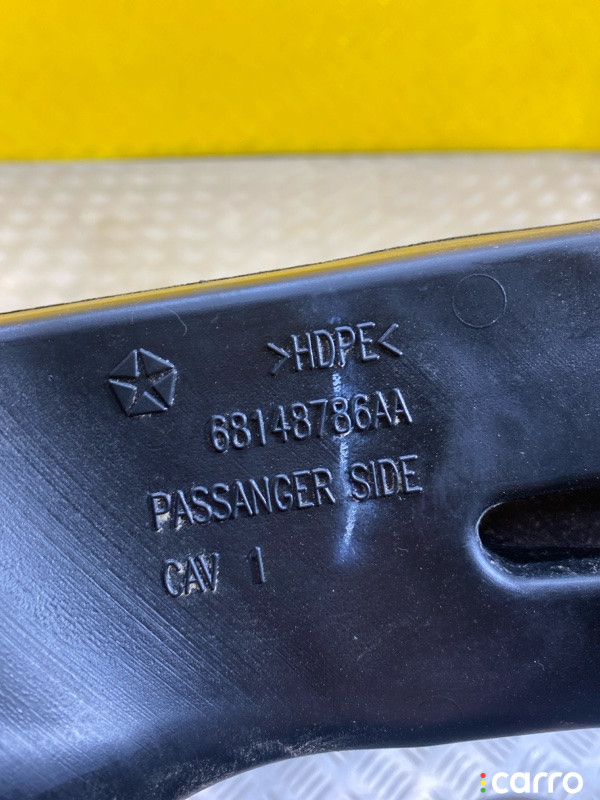 >HDPE<
68148786AA
PASSANGER SIDE
CAV 1
carro